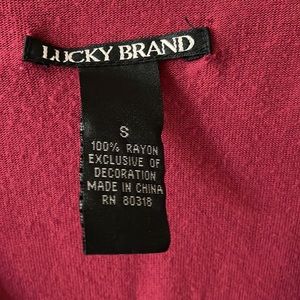 LUCKY BRAND
S
100% RAYON
EXCLUSIVE OF
DECORATION
MADE IN CHINA
RN 80318